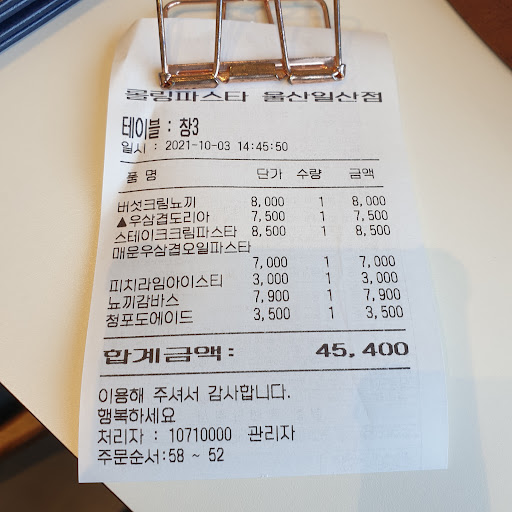 롤링파스타 울산일산점
테이블 : 창3
일시 : 2021-10-03 14:45:50
품 명 단가 수량 금액
버섯크림뇨끼 8,000 1 8,000
▲우삼겹도리아 7,500 1 7,500
스테이크크림파스타 8,500 1 8,500
매운우삼겹오일파스타
7,000 1 7,000
피치라임아이스티 3,000 1 3,000
뇨끼감바스 7,900 1 7,900
청포도에이드 3,500 1 3,500
합계금액: 45,400
이용해 주셔서 감사합니다.
행복하세요
처리자 : 10710000 관리자
주문순서:58 ~ 52